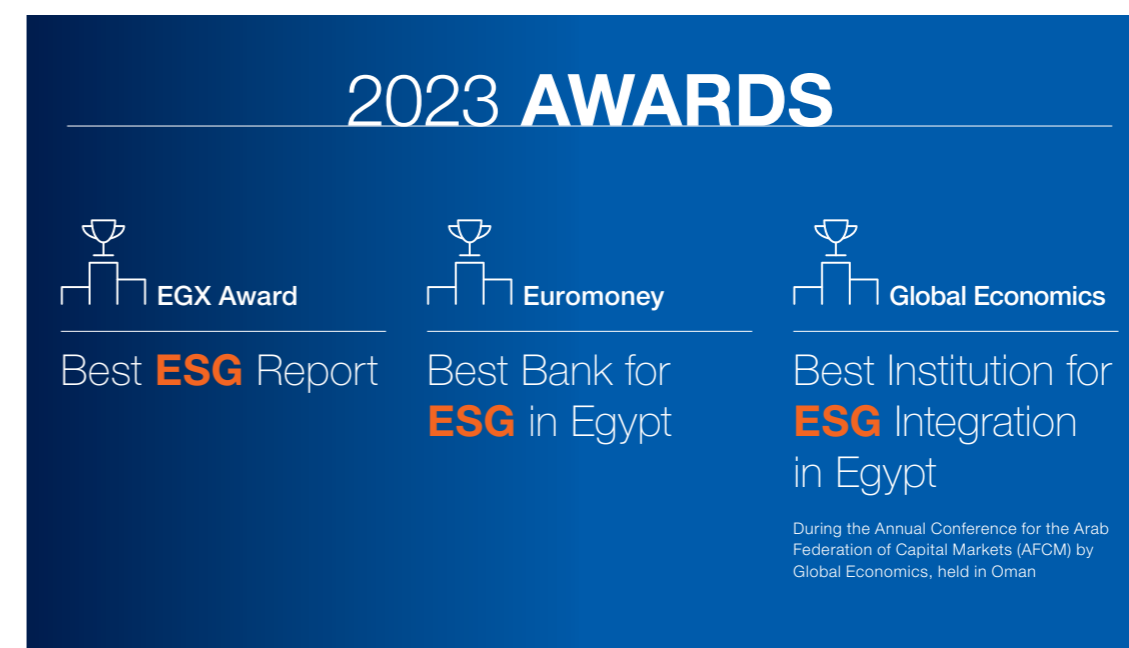 2023 AWARDS
EGX Award
Best ESG Report
Euromoney
Best Bank for
ESG in Egypt
Global Economics
Best Institution for
ESG Integration
in Egypt
During the Annual Conference for the Arab
Federation of Capital Markets (AFCM) by
Global Economics, held in Oman